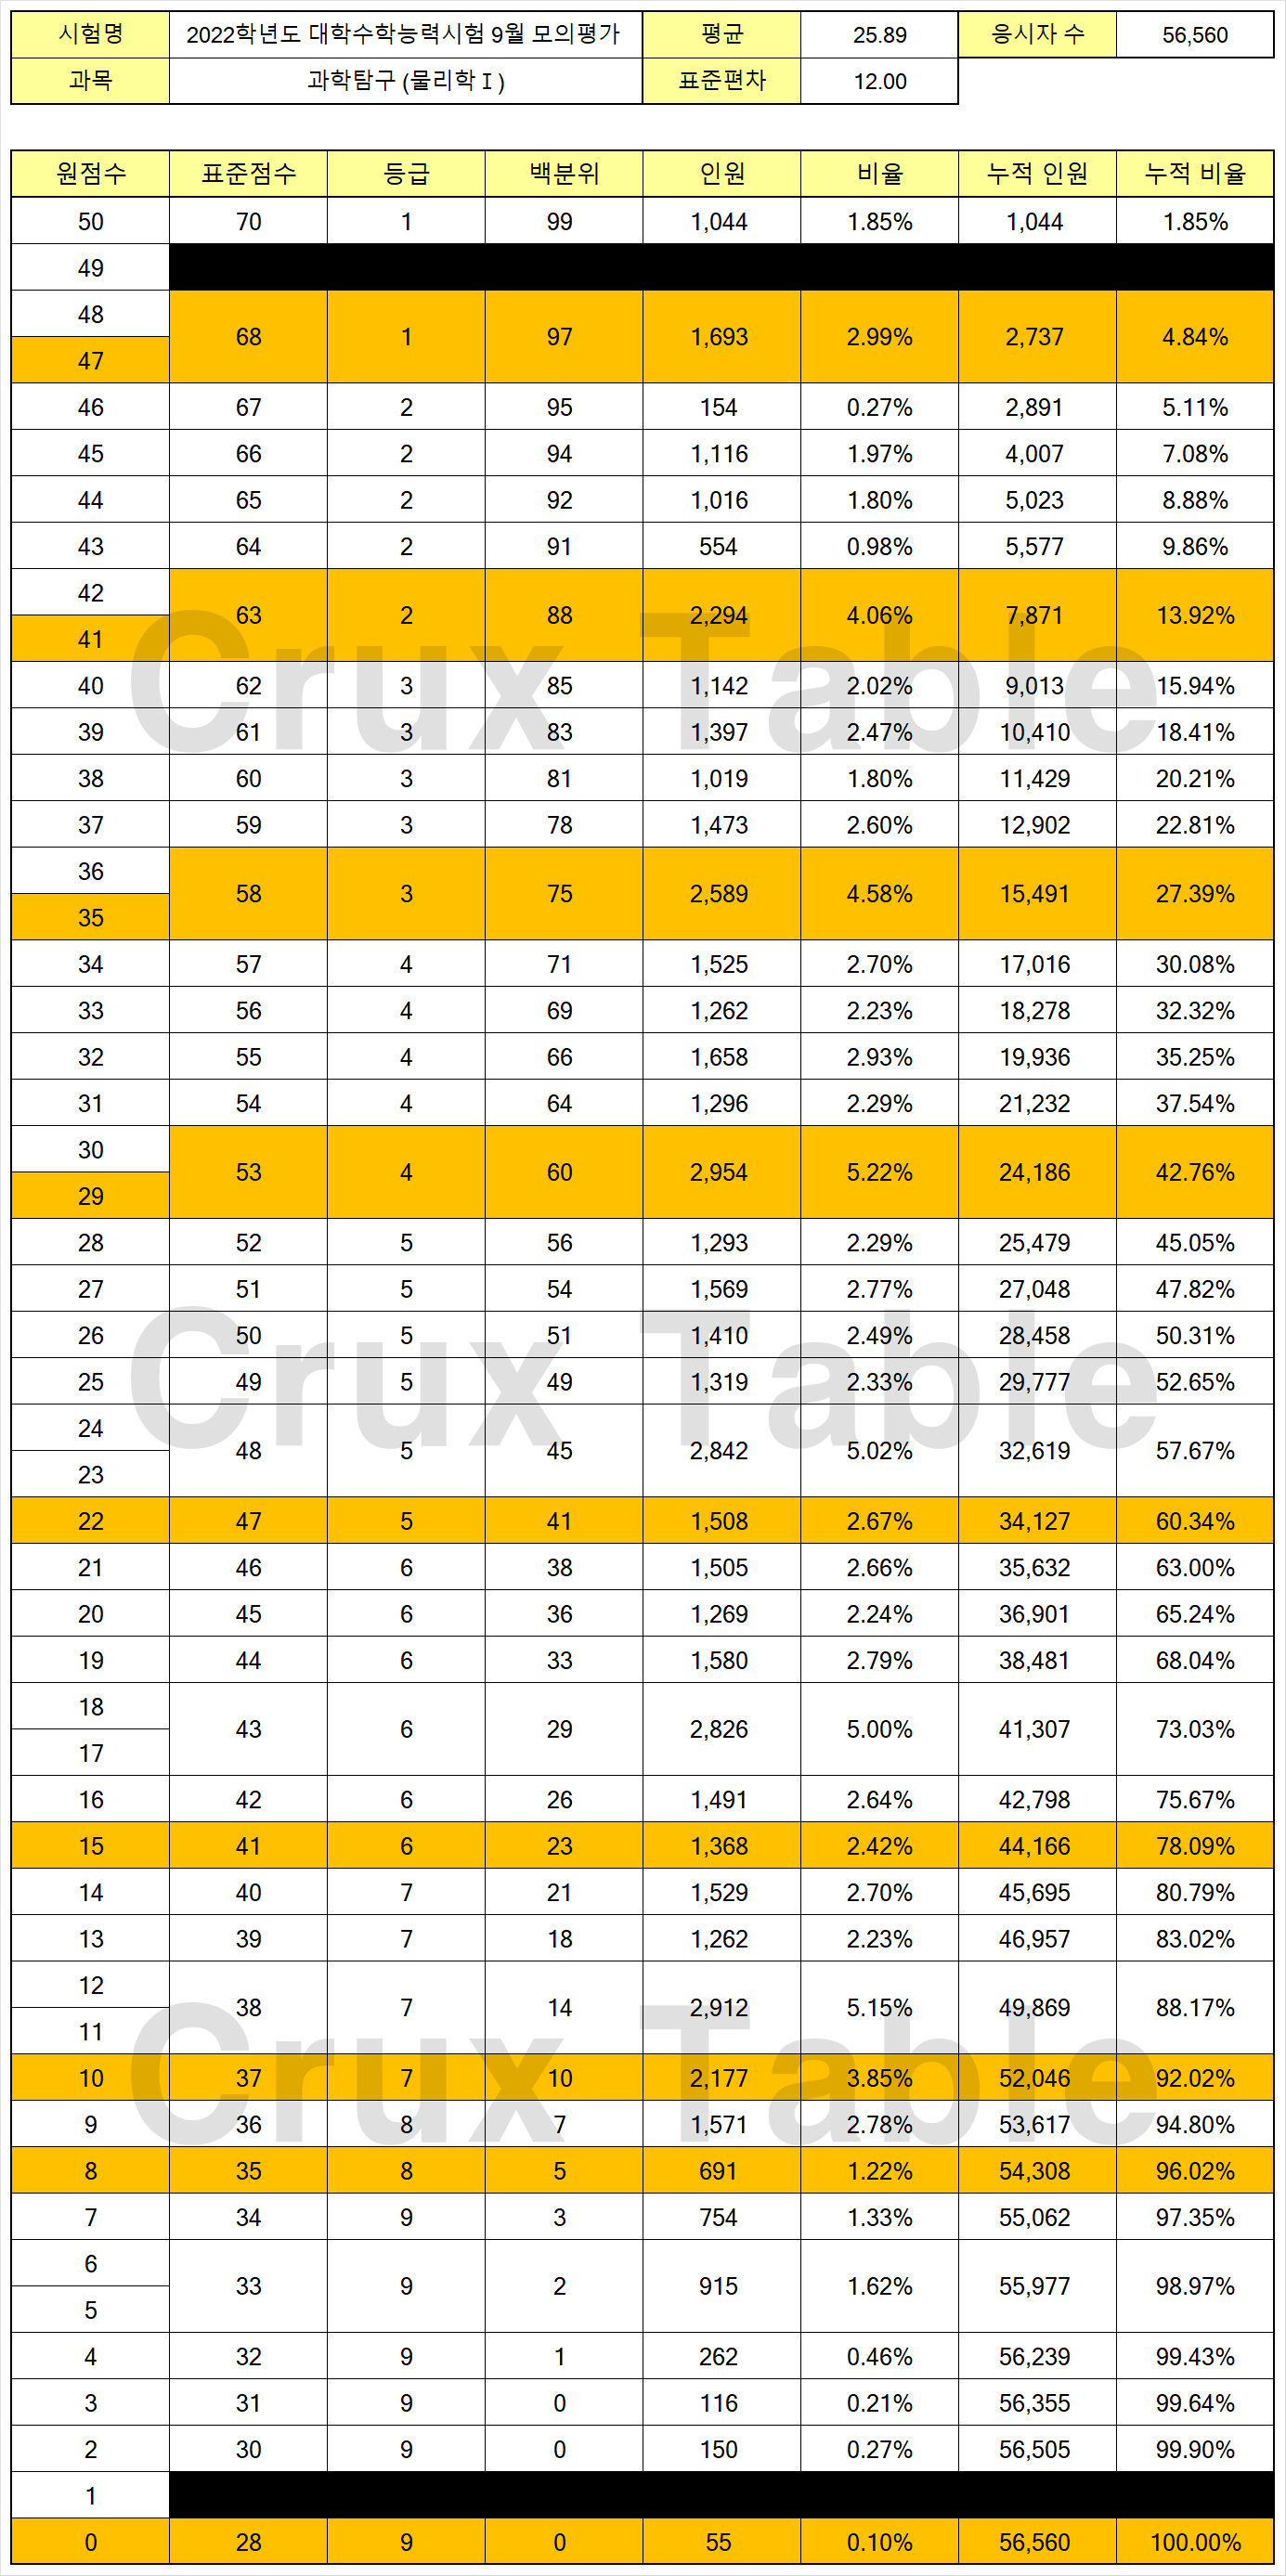 시험명 2022학년도 대학수학능력시험 9월 모의평가 평균 25.89 응시자 수 56,560
과목 과학탐구 (물리학 I) 표준편차 12.00
원점수 표준점수 등급 백분위 인원 비율 누적 인원 누적 비율
50 70 1 99 1,044 1.85% 1,044 1.85%
49
48
68 1 97 1,693 2.99% 2,737 4.84%
47
46 67 2 95 154 0.27% 2,891 5.11%
45 66 2 94 1,116 1.97% 4,007 7.08%
44 65 2 92 1,016 1.80% 5,023 8.88%
43 64 2 91 554 0.98% 5,577 9.86%
42
63 2 88 2,294 4.06% 7,871 13.92%
41
Crux Table
40 62 3 85 1,142 2.02% 9,013 15.94%
39 61 3 83 1,397 2.47% 10,410 18.41%
38 60 3 81 1,019 1.80% 11,429 20.21%
37 59 3 78 1,473 2.60% 12,902 22.81%
36
58 3 75 2,589 4.58% 15,491 27.39%
35
34 57 4 71 1,525 2.70% 17,016 30.08%
33 56 4 69 1,262 2.23% 18,278 32.32%
32 55 4 66 1,658 2.93% 19,936 35.25%
31 54 4 64 1,296 2.29% 21,232 37.54%
30
53 4 60 2,954 5.22% 24,186 42.76%
29
28 52 5 56 1,293 2.29% 25,479 45.05%
27 51 5 54 1,569 2.77% 27,048 47.82%
26 50 5 51 1,410 2.49% 28,458 50.31%
Crux Table
25 49 5 49 1,319 2.33% 29,777 52.65%
24
48 5 45 2,842 5.02% 32,619 57.67%
23
22 47 5 41 1,508 2.67% 34,127 60.34%
21 46 6 38 1,505 2.66% 35,632 63.00%
20 45 6 36 1,269 2.24% 36,901 65.24%
19 44 6 33 1,580 2.79% 38,481 68.04%
18
43 6 29 2,826 5.00% 41,307 73.03%
17
16 42 6 26 1,491 2.64% 42,798 75.67%
15 41 6 23 1,368 2.42% 44,166 78.09%
14 40 7 21 1,529 2.70% 45,695 80.79%
13 39 7 18 1,262 2.23% 46,957 83.02%
12
38 7 14 2,912 5.15% 49,869 88.17%
11
Crux Table
10 37 7 10 2,177 3.85% 52,046 92.02%
9 36 8 7 1,571 2.78% 53,617 94.80%
8 35 8 5 691 1.22% 54,308 96.02%
7 34 9 3 754 1.33% 55,062 97.35%
6
33 9 2 915 1.62% 55,977 98.97%
5
4 32 9 1 262 0.46% 56,239 99.43%
3 31 9 0 116 0.21% 56,355 99.64%
2 30 9 0 150 0.27% 56,505 99.90%
1
0 28 9 0 55 0.10% 56,560 100.00%